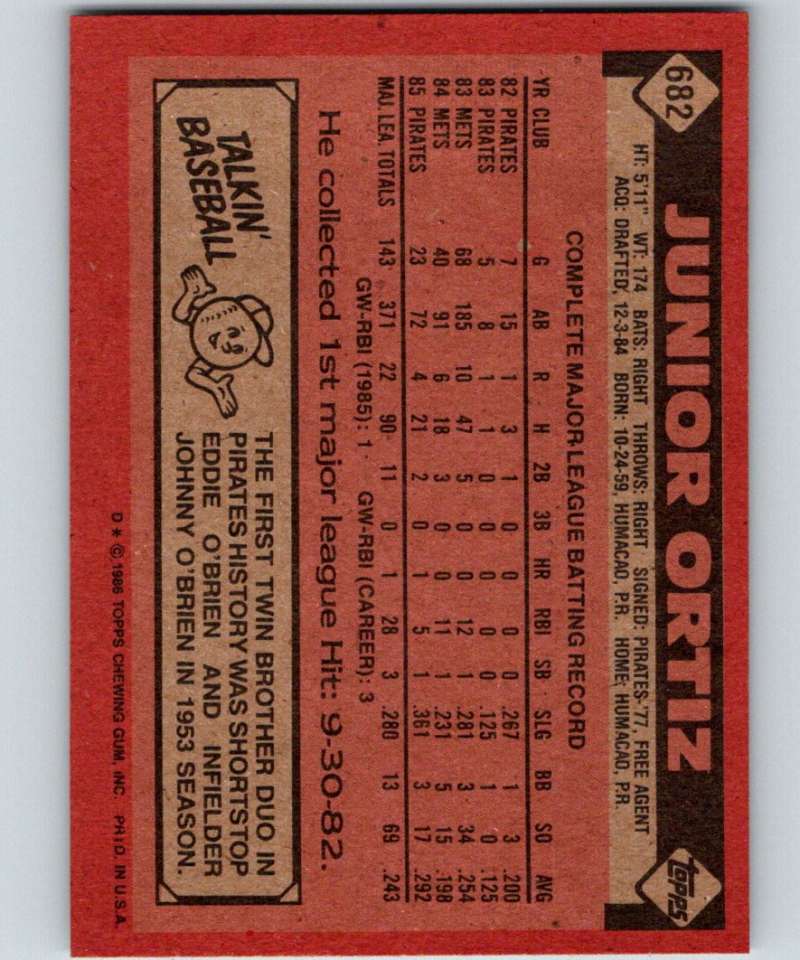 682 JUNIOR ORTIZ topps
HT: 5'11" WT: 174 BATS: RIGHT THROWS: RIGHT SIGNED: PIRATES-'77, FREE AGENT
ACQ: DRAFTED, 12-3-84 BORN: 10-24-59, HUMACAO, P.R. HOME: HUMACAO, P.R.
COMPLETE MAJOR LEAGUE BATTING RECORD
YR CLUB G AB R H 2B 3B HR RBI SB SLG BB SO AVG
82 PIRATES 7 15 1 3 1 0 0 0 0 .267 1 3 .200
83 PIRATES 5 8 1 1 0 0 0 0 0 .125 1 0 .125
83 METS 68 185 10 47 5 0 0 12 1 .281 3 34 .254
84 METS 40 91 6 18 3 0 0 11 1 .231 5 15 .198
85 PIRATES 23 72 4 21 2 0 1 5 1 .361 3 17 .292
MAJ. LEA. TOTALS 143 371 22 90 11 0 1 28 3 .280 13 69 .243
GW-RBI (1985): 1 GW-RBI (CAREER): 3
He collected 1st major league Hit: 9-30-82.
TALKIN'
BASEBALL
THE FIRST TWIN BROTHER DUO IN
PIRATES HISTORY WAS SHORTSTOP
EDDIE O'BRIEN AND INFIELDER
JOHNNY O'BRIEN IN 1953 SEASON.
D* © 1986 TOPPS CHEWING GUM, INC. PRTD. IN U.S.A.